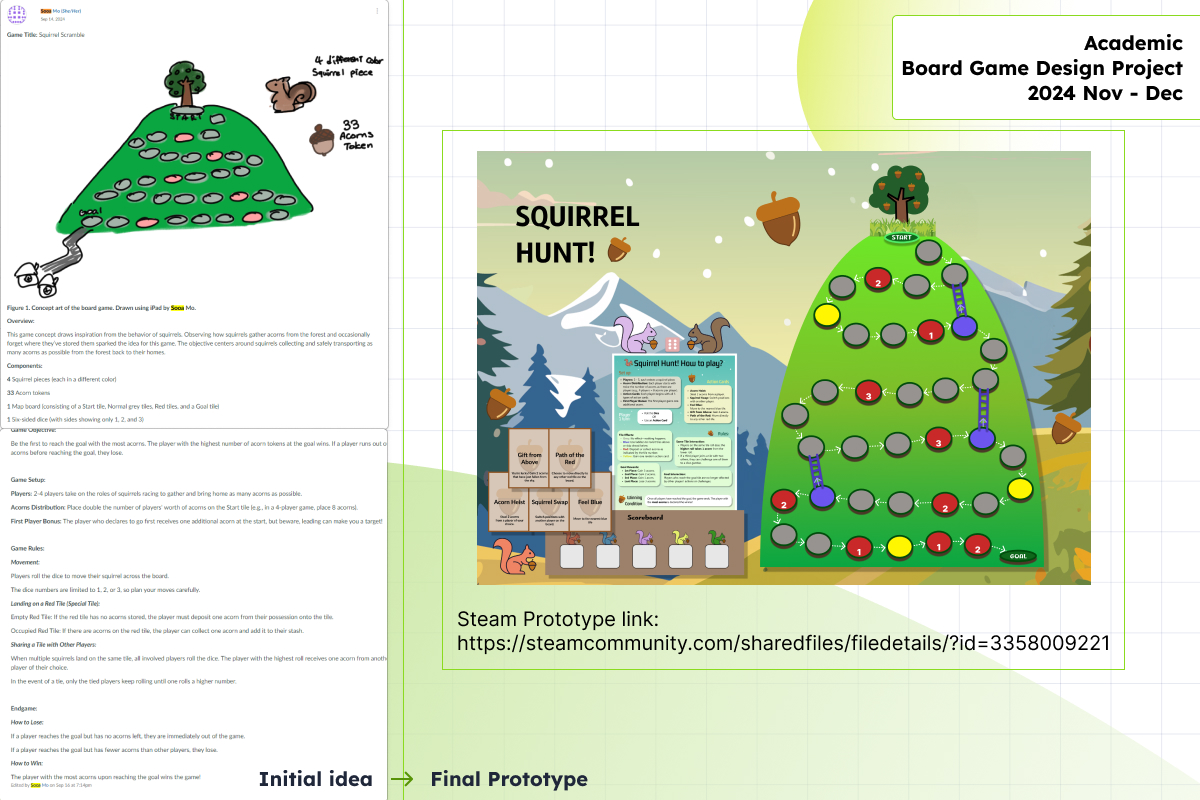 Sooa Mo (She/Her)
Sep 14, 2024
Game Title: Squirrel Scramble
4 different color
Squirrel piece
33
Acorns
Token
START
Goal
Figure 1. Concept art of the board game. Drawn using iPad by Sooa Mo.
Overview:
This game concept draws inspiration from the behavior of squirrels. Observing how squirrels gather acorns from the forest and occasionally
forget where they've stored them sparked the idea for this game. The objective centers around squirrels collecting and safely transporting as
many acorns as possible from the forest back to their homes.
Components:
4 Squirrel pieces (each in a different color)
33 Acorn tokens
1 Map board (consisting of a Start tile, Normal grey tiles, Red tiles, and a Goal tile)
1 Six-sided dice (with sides showing only 1, 2, and 3)
Game Objective:
Be the first to reach the goal with the most acorns. The player with the highest number of acorn tokens at the goal wins. If a player runs out o
acorns before reaching the goal, they lose.
Game Setup:
Players: 2-4 players take on the roles of squirrels racing to gather and bring home as many acorns as possible.
Acorns Distribution: Place double the number of players' worth of acorns on the Start tile (e.g., in a 4-player game, place 8 acorns).
First Player Bonus: The player who declares to go first receives one additional acorn at the start, but beware, leading can make you a target!
Game Rules:
Movement:
Players roll the dice to move their squirrel across the board.
The dice numbers are limited to 1, 2, or 3, so plan your moves carefully.
Landing on a Red Tile (Special Tile):
Empty Red Tile: If the red tile has no acorns stored, the player must deposit one acorn from their possession onto the tile.
Occupied Red Tile: If there are acorns on the red tile, the player can collect one acorn and add it to their stash.
Sharing a Tile with Other Players:
When multiple squirrels land on the same tile, all involved players roll the dice. The player with the highest roll receives one acorn from anoth
player of their choice.
In the event of a tie, only the tied players keep rolling until one rolls a higher number.
Endgame:
How to Lose:
If a player reaches the goal but has no acorns left, they are immediately out of the game.
If a player reaches the goal but has fewer acorns than other players, they lose.
How to Win:
The player with the most acorns upon reaching the goal wins the game!
Edited by Sooa Mo on Sep 16 at 7:14pm
Initial idea
Final Prototype
Academic
Board Game Design Project
2024 Nov - Dec
SQUIRREL
HUNT!
Squirrel Hunt! How to play?
Gift from
Above
Path of the
Red
Acorn Heist
Squirrel Swap
Feel Blue
Scoreboard
START
2
1
3
3
2
2
1
1
2
GOAL
Steam Prototype link:
https://steamcommunity.com/sharedfiles/filedetails/?id=3358009221